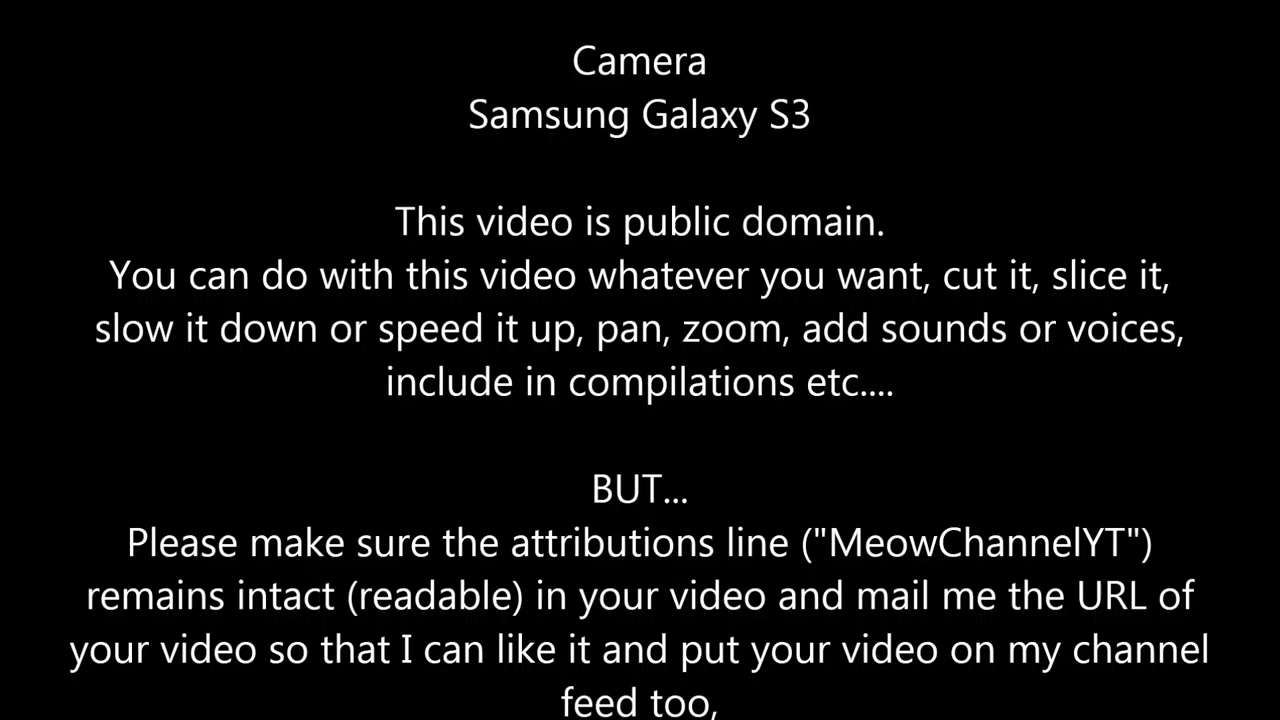 Camera
Samsung Galaxy S3
This video is public domain.
You can do with this video whatever you want, cut it, slice it,
slow it down or speed it up, pan, zoom, add sounds or voices,
include in compilations etc....
BUT...
Please make sure the attributions line ("MeowChannelYT")
remains intact (readable) in your video and mail me the URL of
your video so that I can like it and put your video on my channel
feed too,